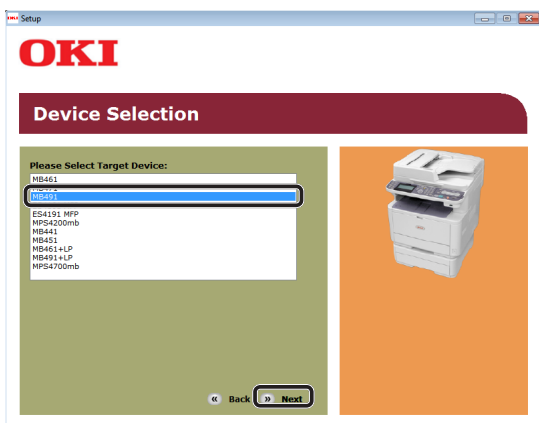 Setup
OKI
Device Selection
Please Select Target Device:
MB461
MB471
MB491
ES4191 MFP
MPS4200mb
MB441
MB451
MB461+LP
MB491+LP
MPS4700mb
« Back » Next